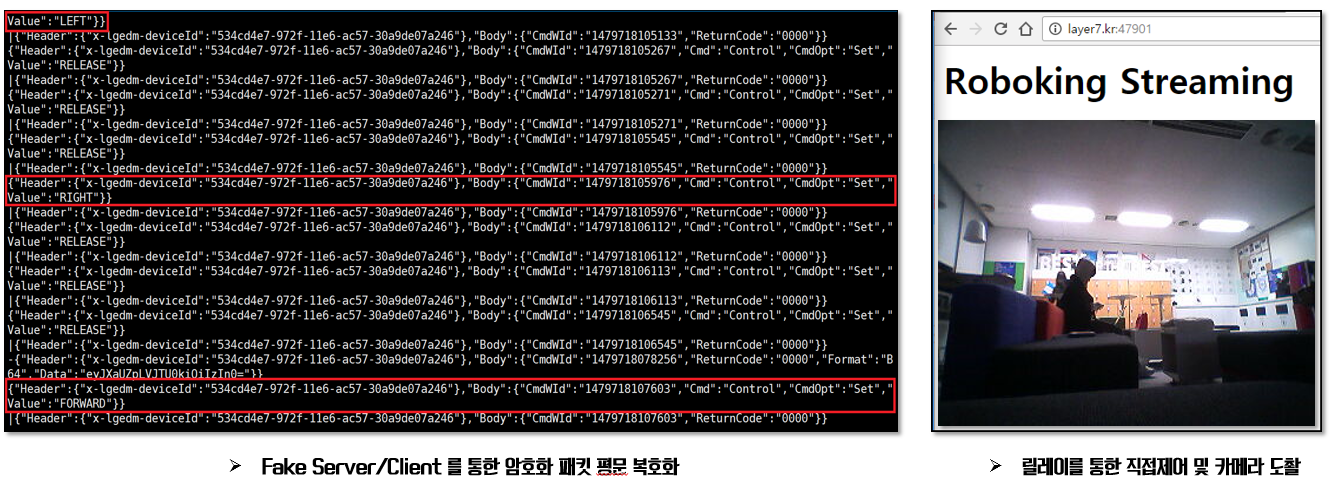 Value":"LEFT"}}
|{"Header":{"x-lgedm-deviceId":"534cd4e7-972f-11e6-ac57-30a9de07a246"},"Body":{"CmdWId":"1479718105133","ReturnCode":"0000"}}
{"Header":{"x-lgedm-deviceId":"534cd4e7-972f-11e6-ac57-30a9de07a246"},"Body":{"CmdWId":"1479718105267","Cmd":"Control","CmdOpt":"Set","
Value":"RELEASE"}}
|{"Header":{"x-lgedm-deviceId":"534cd4e7-972f-11e6-ac57-30a9de07a246"},"Body":{"CmdWId":"1479718105267","ReturnCode":"0000"}}
{"Header":{"x-lgedm-deviceId":"534cd4e7-972f-11e6-ac57-30a9de07a246"},"Body":{"CmdWId":"1479718105271","Cmd":"Control","CmdOpt":"Set","
Value":"RELEASE"}}
|{"Header":{"x-lgedm-deviceId":"534cd4e7-972f-11e6-ac57-30a9de07a246"},"Body":{"CmdWId":"1479718105271","ReturnCode":"0000"}}
{"Header":{"x-lgedm-deviceId":"534cd4e7-972f-11e6-ac57-30a9de07a246"},"Body":{"CmdWId":"1479718105545","Cmd":"Control","CmdOpt":"Set","
Value":"RELEASE"}}
|{"Header":{"x-lgedm-deviceId":"534cd4e7-972f-11e6-ac57-30a9de07a246"},"Body":{"CmdWId":"1479718105545","ReturnCode":"0000"}}
{"Header":{"x-lgedm-deviceId":"534cd4e7-972f-11e6-ac57-30a9de07a246"},"Body":{"CmdWId":"1479718105976","Cmd":"Control","CmdOpt":"Set","
Value":"RIGHT"}}
|{"Header":{"x-lgedm-deviceId":"534cd4e7-972f-11e6-ac57-30a9de07a246"},"Body":{"CmdWId":"1479718105976","ReturnCode":"0000"}}
{"Header":{"x-lgedm-deviceId":"534cd4e7-972f-11e6-ac57-30a9de07a246"},"Body":{"CmdWId":"1479718106112","Cmd":"Control","CmdOpt":"Set","
Value":"RELEASE"}}
|{"Header":{"x-lgedm-deviceId":"534cd4e7-972f-11e6-ac57-30a9de07a246"},"Body":{"CmdWId":"1479718106112","ReturnCode":"0000"}}
{"Header":{"x-lgedm-deviceId":"534cd4e7-972f-11e6-ac57-30a9de07a246"},"Body":{"CmdWId":"1479718106113","Cmd":"Control","CmdOpt":"Set","
Value":"RELEASE"}}
|{"Header":{"x-lgedm-deviceId":"534cd4e7-972f-11e6-ac57-30a9de07a246"},"Body":{"CmdWId":"1479718106113","ReturnCode":"0000"}}
{"Header":{"x-lgedm-deviceId":"534cd4e7-972f-11e6-ac57-30a9de07a246"},"Body":{"CmdWId":"1479718106545","Cmd":"Control","CmdOpt":"Set","
Value":"RELEASE"}}
|{"Header":{"x-lgedm-deviceId":"534cd4e7-972f-11e6-ac57-30a9de07a246"},"Body":{"CmdWId":"1479718106545","ReturnCode":"0000"}}
-{"Header":{"x-lgedm-deviceId":"534cd4e7-972f-11e6-ac57-30a9de07a246"},"Body":{"CmdWId":"1479718078256","ReturnCode":"0000","Format":"B
64","Data":"eyJXaUZpLVJTU0kiOiIzIn0="}}
{"Header":{"x-lgedm-deviceId":"534cd4e7-972f-11e6-ac57-30a9de07a246"},"Body":{"CmdWId":"1479718107603","Cmd":"Control","CmdOpt":"Set","
Value":"FORWARD"}}
|{"Header":{"x-lgedm-deviceId":"534cd4e7-972f-11e6-ac57-30a9de07a246"},"Body":{"CmdWId":"1479718107603","ReturnCode":"0000"}}
➢ Fake Server/Client 를 통한 암호화 패킷 평문 복호화
layer7.kr:47901
Roboking Streaming
➢ 릴레이를 통한 직접제어 및 카메라 도촬